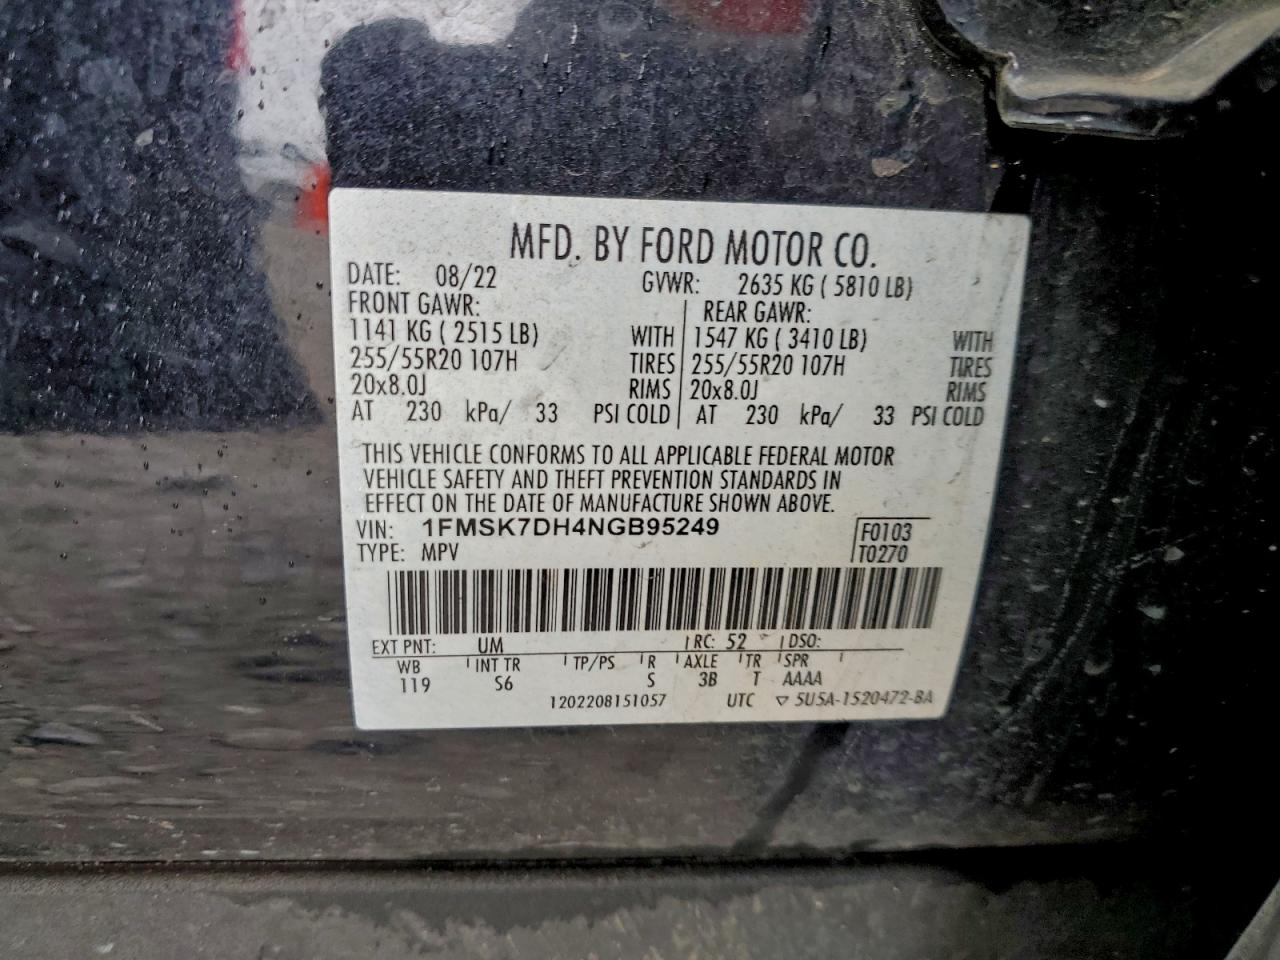 MFD. BY FORD MOTOR CO.
DATE: 08/22 GVWR: 2635 KG ( 5810 LB)
FRONT GAWR: REAR GAWR:
1141 KG ( 2515 LB) WITH 1547 KG ( 3410 LB) WITH
255/55R20 107H TIRES 255/55R20 107H TIRES
20x8.0J RIMS 20x8.0J RIMS
AT 230 kPa/ 33 PSI COLD AT 230 kPa/ 33 PSI COLD
THIS VEHICLE CONFORMS TO ALL APPLICABLE FEDERAL MOTOR
VEHICLE SAFETY AND THEFT PREVENTION STANDARDS IN
EFFECT ON THE DATE OF MANUFACTURE SHOWN ABOVE.
VIN: 1FMSK7DH4NGB95249 F0103
TYPE: MPV T0270
EXT PNT: UM RC: 52 DSO:
WB INT TR TP/PS R AXLE TR SPR
119 S6 S 3B T AAAA
1202208151057 UTC ▽ 5U5A-1520472-BA